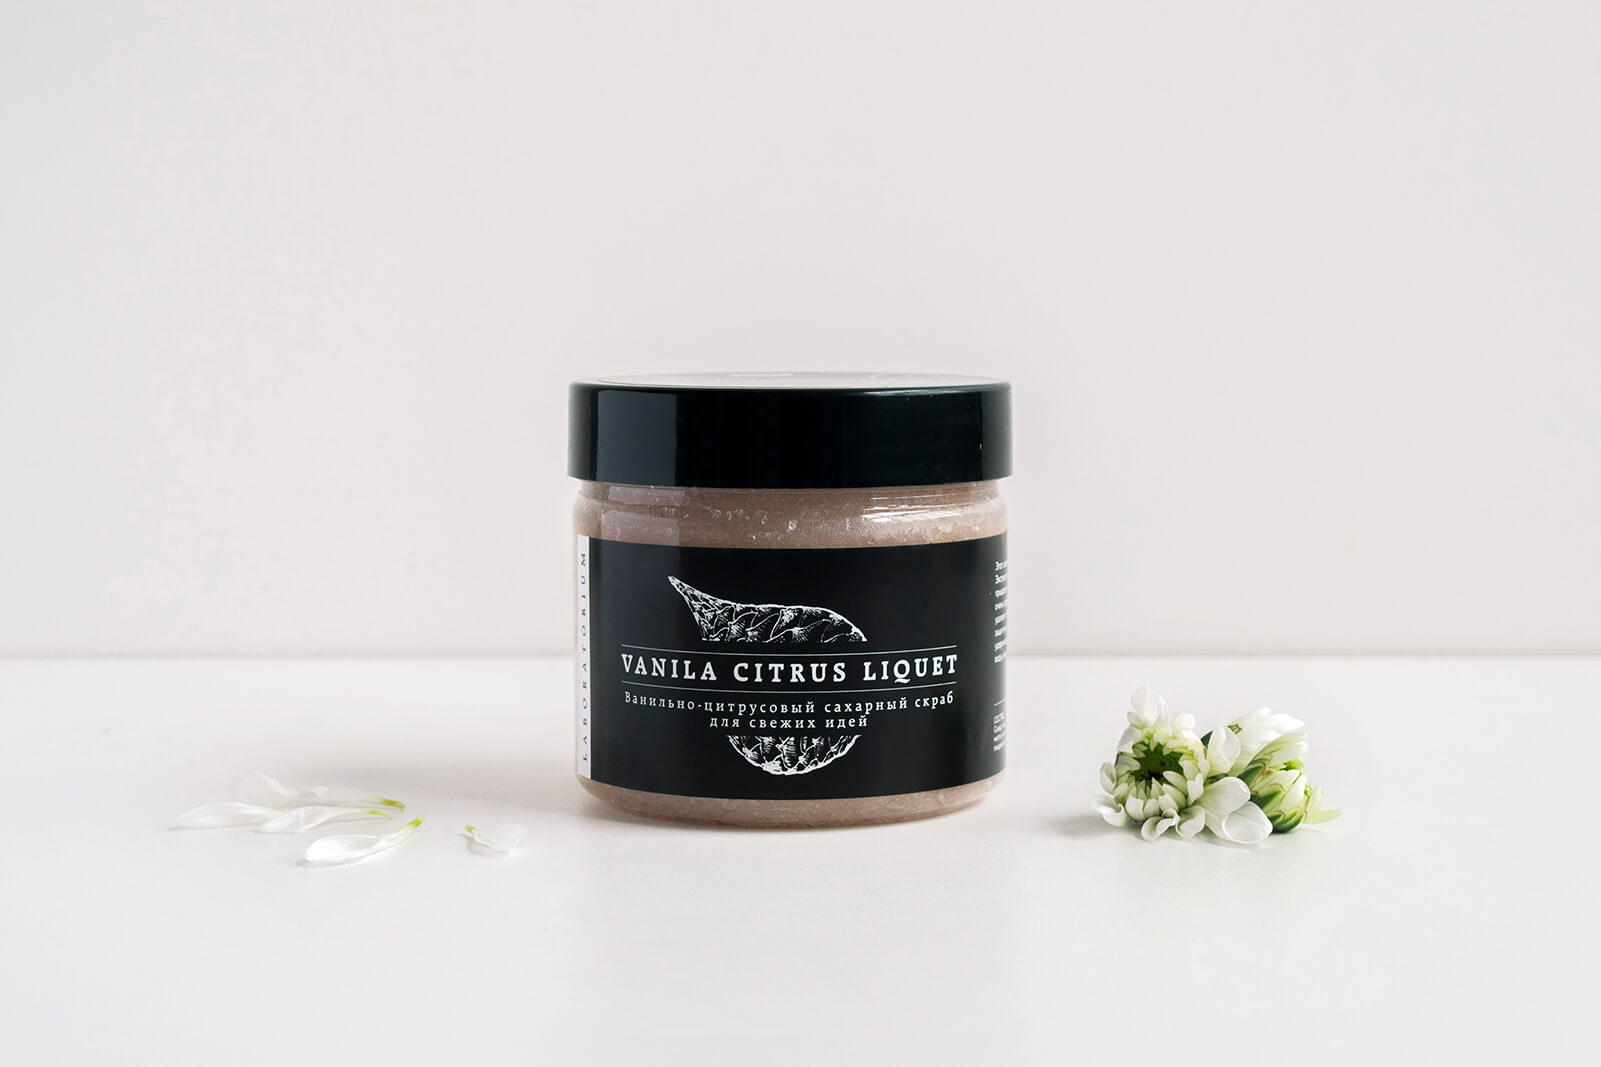 LABORATORIUM
VANILA CITRUS LIQUET
Ванильно-цитрусовый сахарный скраб
для свежих идей